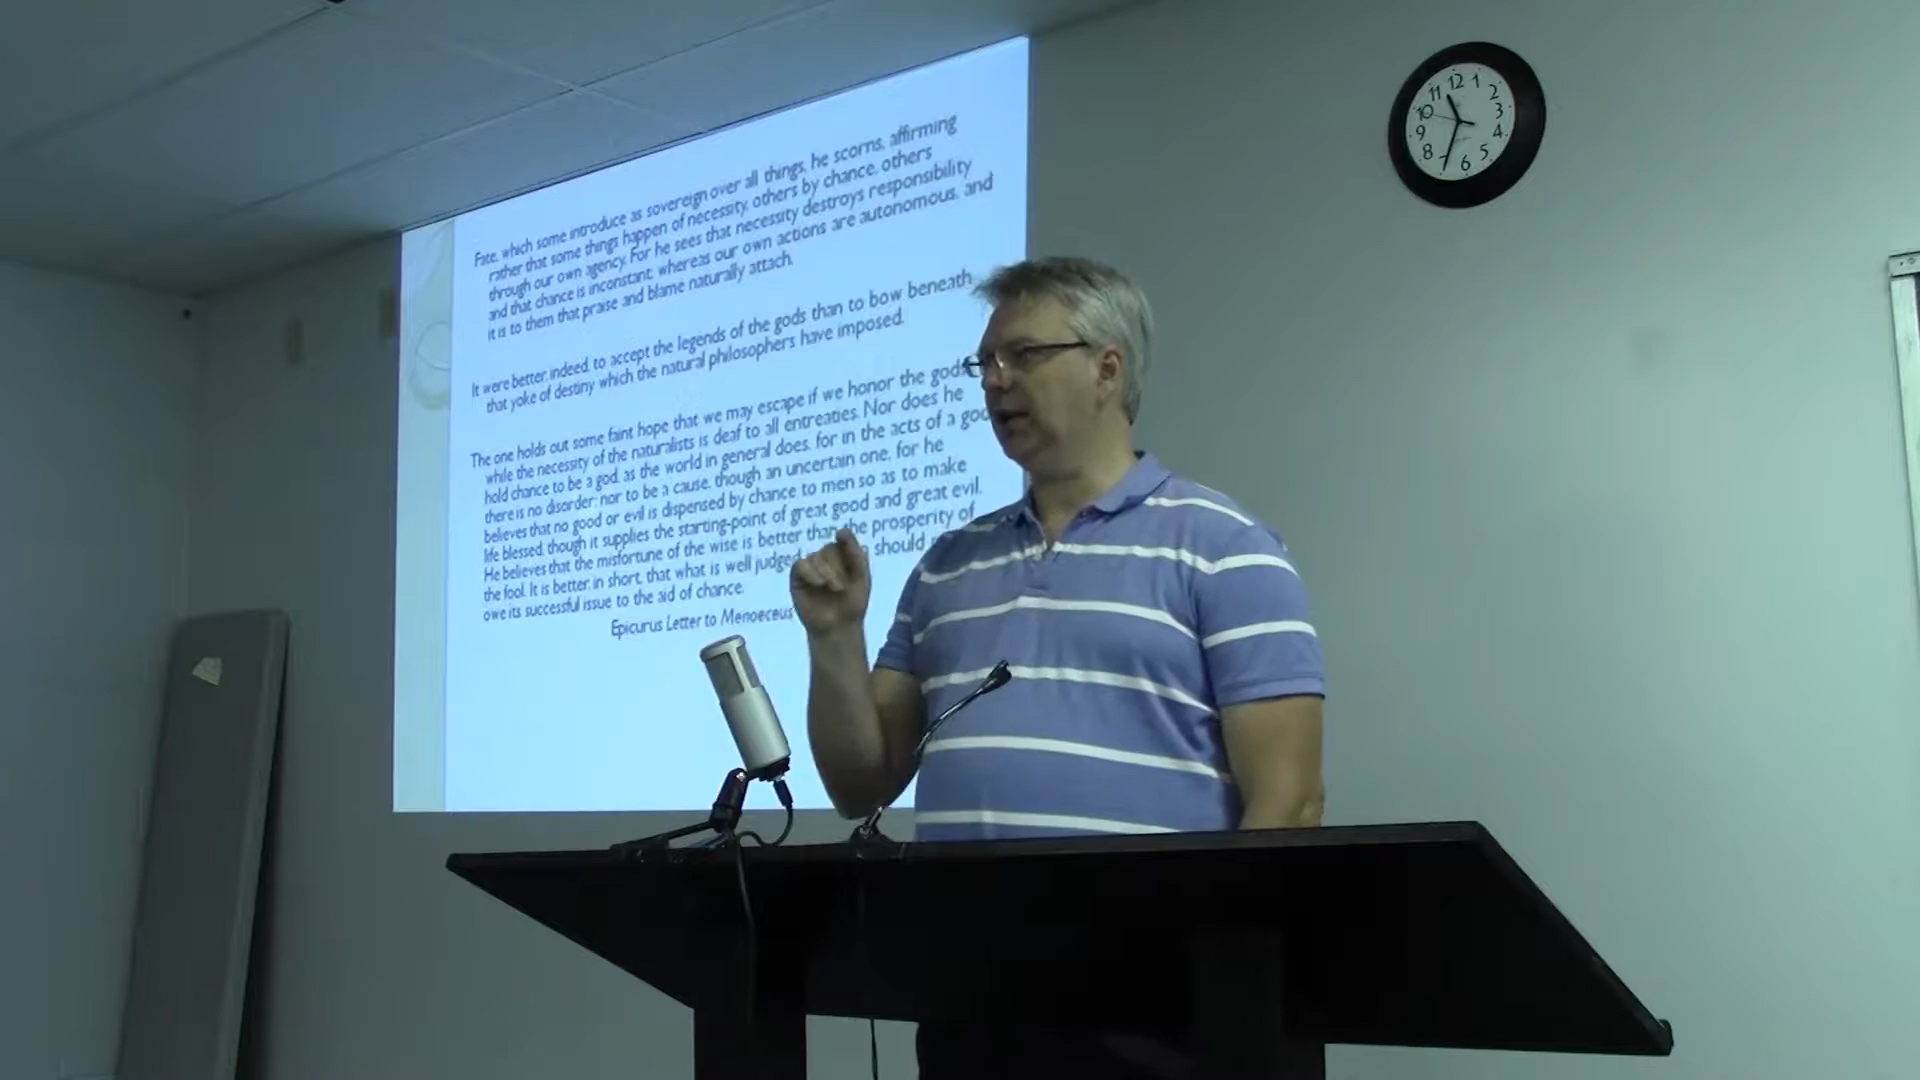 Fate, which some introduce as sovereign over all things, he scorns, affirming
rather that some things happen of necessity, others by chance, others
through our own agency. For he sees that necessity destroys responsibility
and that chance is inconstant; whereas our own actions are autonomous, and
it is to them that praise and blame naturally attach.
It were better, indeed, to accept the legends of the gods than to bow beneath
that yoke of destiny which the natural philosophers have imposed.
The one holds out some faint hope that we may escape if we honor the gods,
while the necessity of the naturalists is deaf to all entreaties. Nor does he
hold chance to be a god, as the world in general does, for in the acts of a god
there is no disorder; nor to be a cause, though an uncertain one, for he
believes that no good or evil is dispensed by chance to men so as to make
life blessed, though it supplies the starting-point of great good and great evil.
He believes that the misfortune of the wise is better than the prosperity of
the fool. It is better, in short, that what is well judged should
owe its successful issue to the aid of chance.
Epicurus Letter to Menoeceus
12
1
2
3
4
5
6
7
8
9
10
11